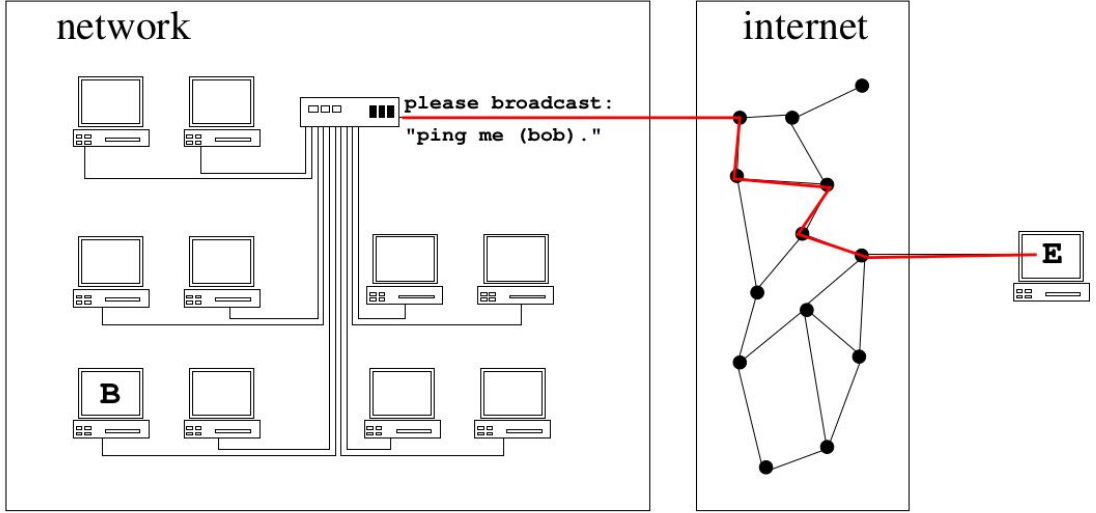 network
internet
please broadcast:
"ping me (bob)."
E
B